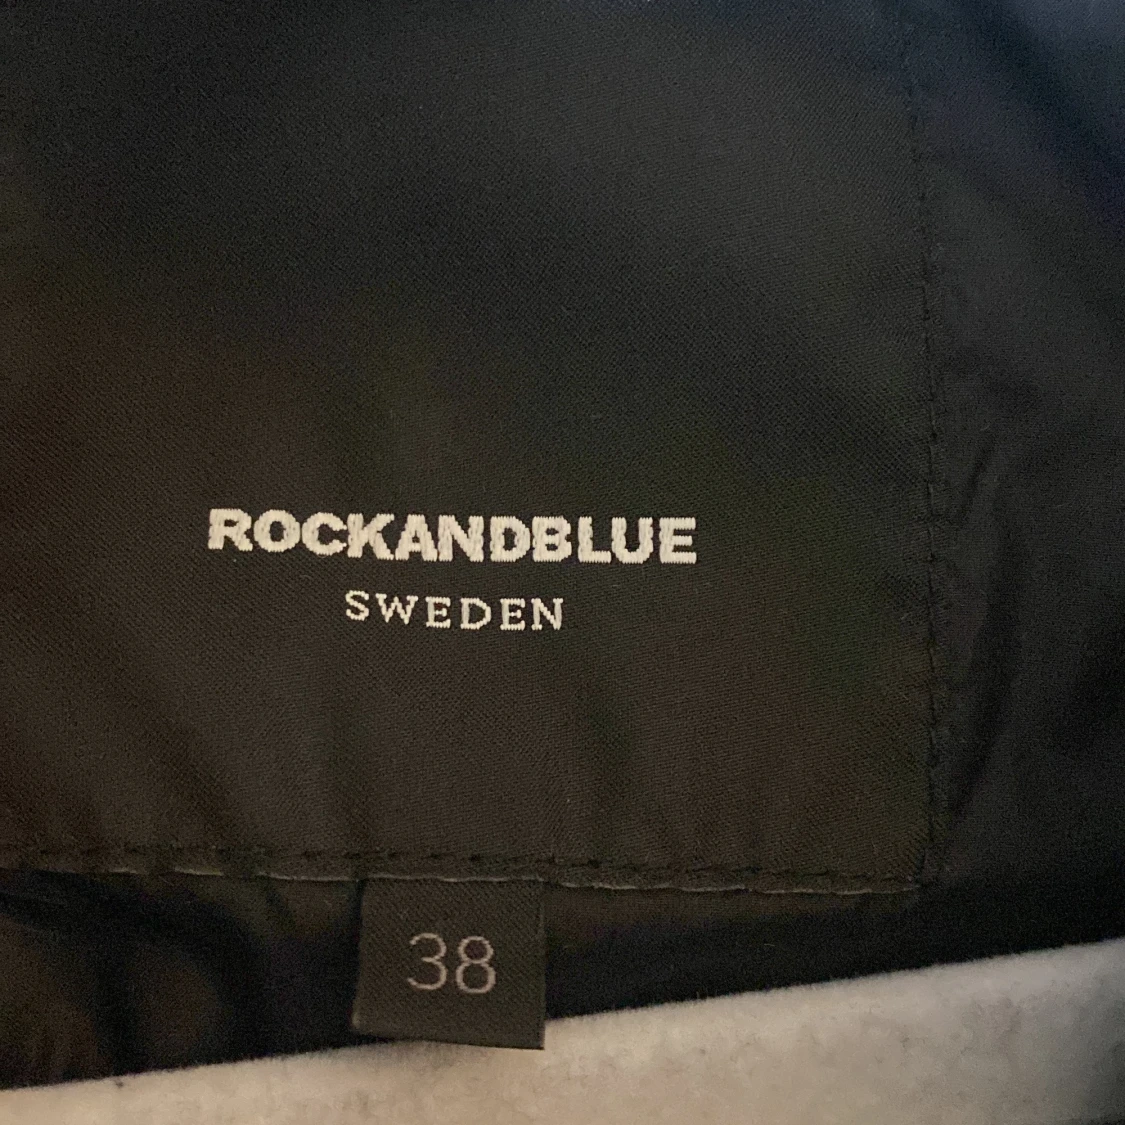 ROCKANDBLUE
SWEDEN
38